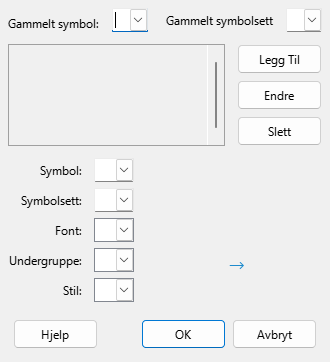 Gammelt symbol: Gammelt symbolsett
Legg Til
Endre
Slett
Symbol:
Symbolsett:
Font:
Undergruppe:
Stil:
Hjelp OK Avbryt